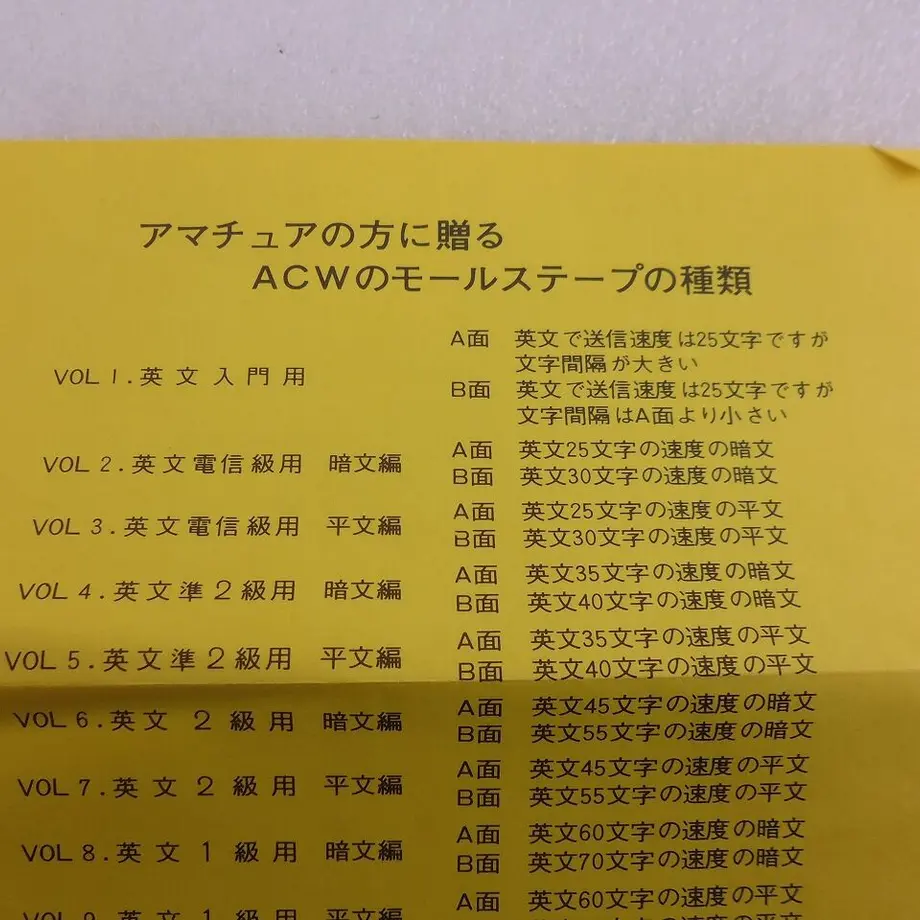 アマチュアの方に贈る
ACWのモールステープの種類
VOL 1.英文入門用
A面 英文で送信速度は25文字ですが
文字間隔が大きい
B面 英文で送信速度は25文字ですが
文字間隔はA面より小さい
VOL 2.英文電信級用 暗文編
A面 英文25文字の速度の暗文
B面 英文30文字の速度の暗文
VOL 3.英文電信級用 平文編
A面 英文25文字の速度の平文
B面 英文30文字の速度の平文
VOL 4.英文準2級用 暗文編
A面 英文35文字の速度の暗文
B面 英文40文字の速度の暗文
VOL 5.英文準2級用 平文編
A面 英文35文字の速度の平文
B面 英文40文字の速度の平文
VOL 6.英文2級用 暗文編
A面 英文45文字の速度の暗文
B面 英文55文字の速度の暗文
VOL 7.英文2級用 平文編
A面 英文45文字の速度の平文
B面 英文55文字の速度の平文
VOL 8.英文1級用 暗文編
A面 英文60文字の速度の暗文
B面 英文70文字の速度の暗文
VOL 9.英文1級用 平文編
A面 英文60文字の速度の平文